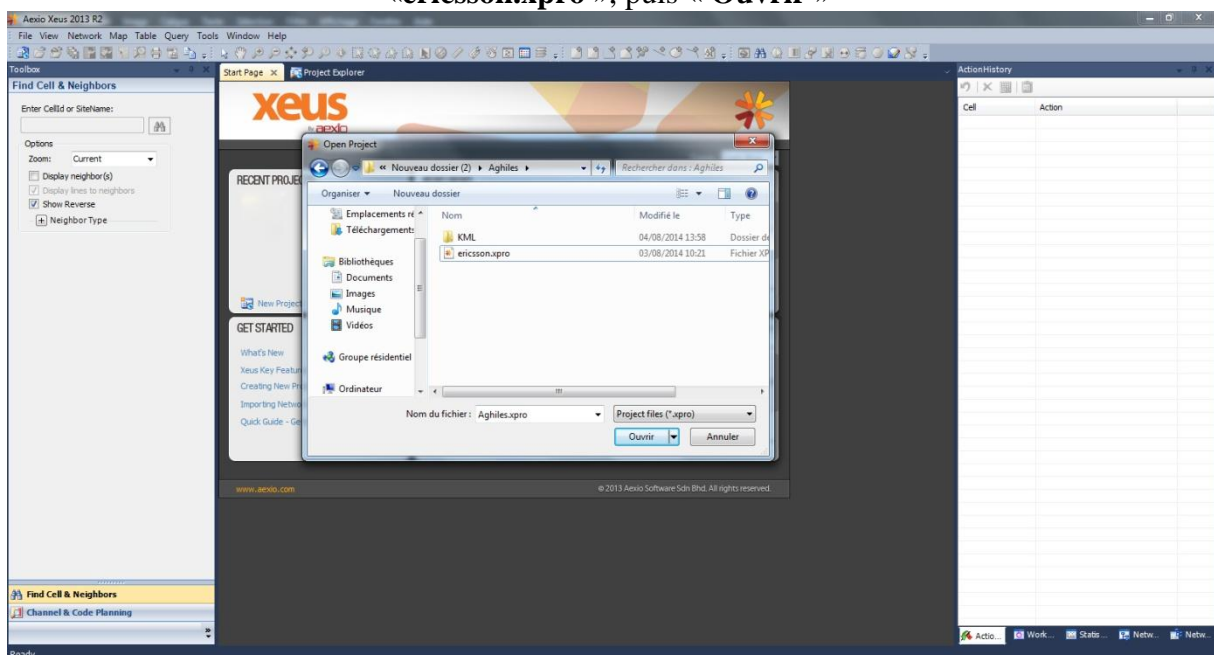 «ericsson.xpro », puis « Ouvrir »
Aexio Xeus 2013 R2
File View Network Map Table Query Tools Window Help
Toolbox
Find Cell & Neighbors
Enter CellId or SiteName:
Options
Zoom: Current
Display neighbor(s)
Display lines to neighbors
Show Reverse
Neighbor Type
Find Cell & Neighbors
Channel & Code Planning
Ready
Start Page Project Explorer
xeus
by aexio
RECENT PROJEC
New Project
GET STARTED
What's New
Xeus Key Featur
Creating New Pr
Importing Netwo
Quick Guide - Ge
www.aexio.com
© 2013 Aexio Software Sdn Bhd. All rights reserved.
Open Project
« Nouveau dossier (2) Aghiles
Rechercher dans : Aghiles
Organiser Nouveau dossier
Emplacements ré
Téléchargements
Bibliothèques
Documents
Images
Musique
Vidéos
Groupe résidentiel
Ordinateur
Nom Modifié le Type
KML 04/08/2014 13:58 Dossier de
ericsson.xpro 03/08/2014 10:21 Fichier XP
Nom du fichier : Aghiles.xpro
Project files (*.xpro)
Ouvrir Annuler
ActionHistory
Cell Action
Actio... Work... Statis... Netw... Netw...